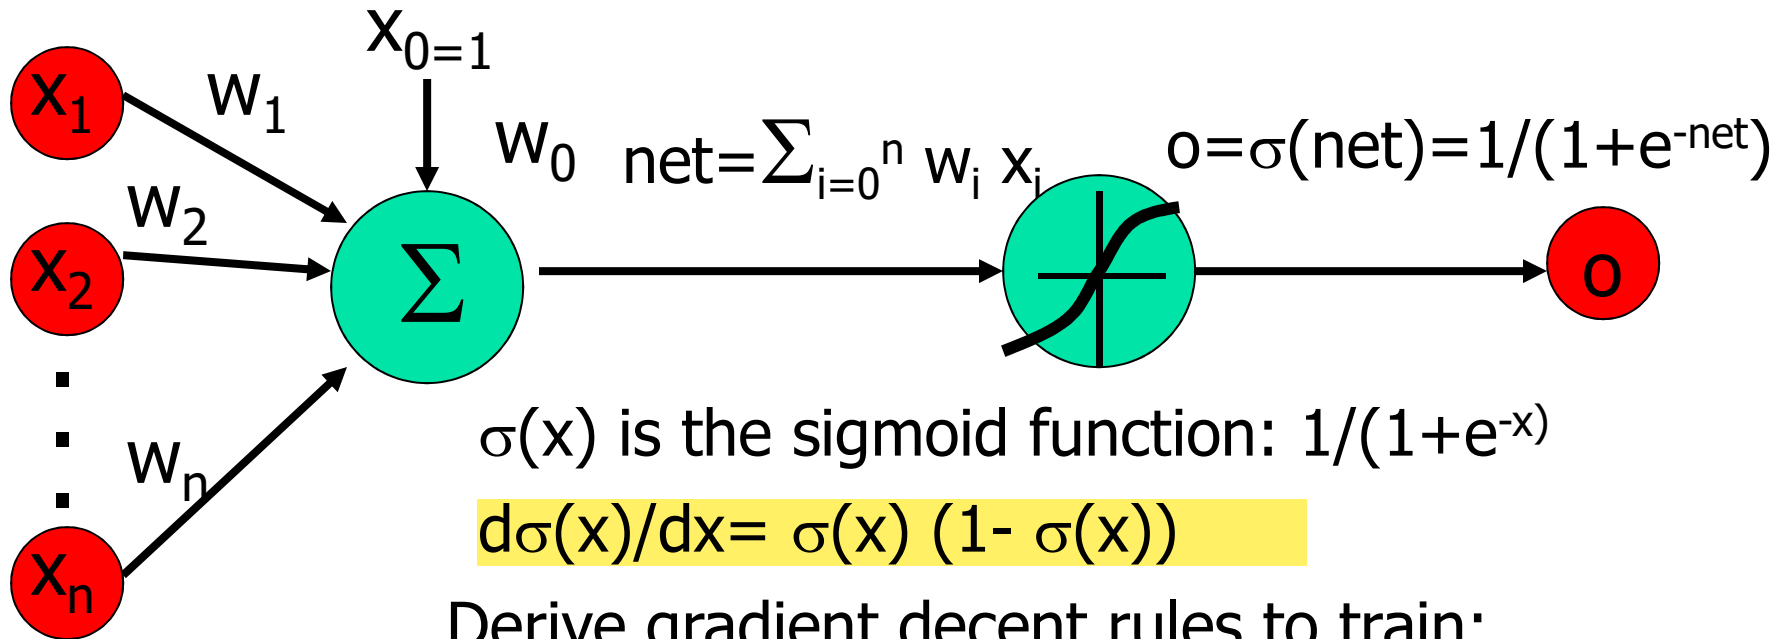 x0=1
x1
w1
w0
net=∑i=0n wi xi
o=σ(net)=1/(1+e-net)
w2
x2
Σ
o
σ(x) is the sigmoid function: 1/(1+e-x)
wn
dσ(x)/dx= σ(x) (1- σ(x))
xn
Derive gradient decent rules to train: